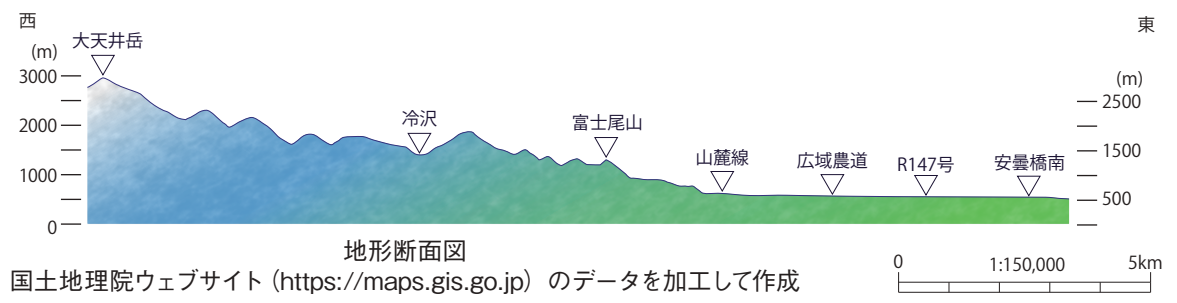 西
東
大天井岳
(m)
3000
2000
1000
0
冷沢
富士尾山
山麓線
広域農道
R147号
安曇橋南
(m)
2500
1500
500
地形断面図
国土地理院ウェブサイト (https://maps.gis.go.jp) のデータを加工して作成
0
1:150,000
5km